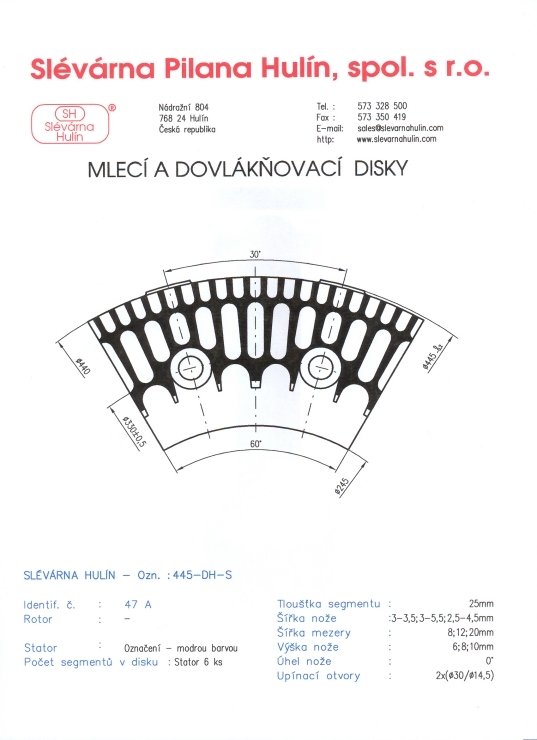 Slévárna Pilana Hulín, spol. s r.o.
SH
Slévárna
Hulín
®
Nádražní 804
768 24 Hulín
Česká republika
Tel. : 573 328 500
Fax : 573 350 419
E-mail: sales@slevarnahulin.com
http: www.slevarnahulin.com
MLECÍ A DOVLÁKŇOVACÍ DISKY
30°
ø440
ø445
ø330±0,5
60°
ø245
SLÉVÁRNA HULÍN – Ozn. : 445-DH-S
Identif. č. : 47 A
Rotor : –
Stator : Označení – modrou barvou
Počet segmentů v disku : Stator 6 ks
Tloušťka segmentu : 25mm
Šířka nože :3-3,5;3-5,5;2,5-4,5mm
Šířka mezery : 8;12;20mm
Výška nože : 6;8;10mm
Úhel nože : 0°
Upínací otvory : 2x(ø30/ø14,5)